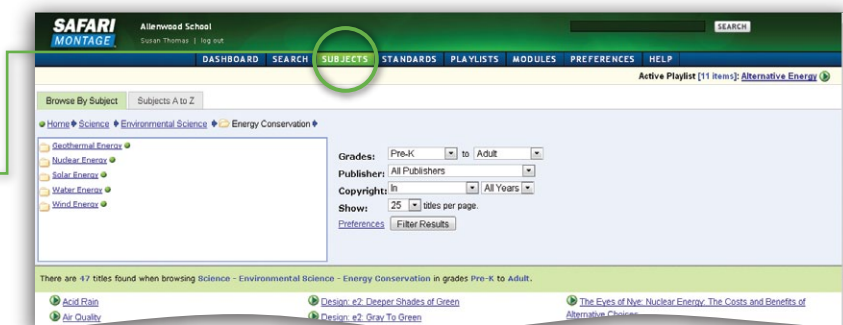 SAFARI
MONTAGE
Allenwood School
Susan Thomas | log out
SEARCH
DASHBOARD SEARCH SUBJECTS STANDARDS PLAYLISTS MODULES PREFERENCES HELP
Active Playlist [11 items]: Alternative Energy
Browse By Subject Subjects A to Z
Home Science Environmental Science Energy Conservation
Geothermal Energy
Nuclear Energy
Solar Energy
Water Energy
Wind Energy
Grades: Pre-K to Adult
Publisher: All Publishers
Copyright: In All Years
Show: 25 titles per page.
Preferences Filter Results
There are 47 titles found when browsing Science - Environmental Science - Energy Conservation in grades Pre-K to Adult.
Acid Rain Design: e2: Deeper Shades of Green The Eyes of Nye: Nuclear Energy: The Costs and Benefits of
Air Quality Design: e2: Gray To Green Alternative Choices